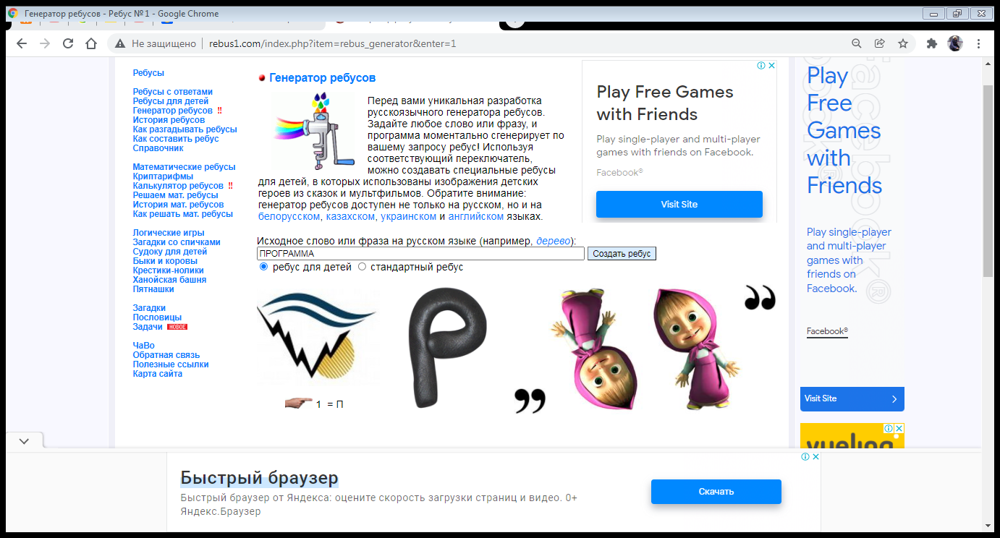 Генератор ребусов - Ребус №1 - Google Chrome
Не защищено
rebus1.com/index.php?item=rebus_generator&enter=1
Ребусы
Ребусы с ответами
Ребусы для детей
Генератор ребусов !!
История ребусов
Как разгадывать ребусы
Как составить ребус
Справочник
Математические ребусы
Криптарифмы
Калькулятор ребусов !!
Решаем мат. ребусы
История мат. ребусов
Как решать мат. ребусы
Логические игры
Загадки со спичками
Судоку для детей
Быки и коровы
Крестики-нолики
Ханойская башня
Пятнашки
Загадки
Пословицы
Задачи НОВОЕ
ЧаВо
Обратная связь
Полезные ссылки
Карта сайта
Генератор ребусов
Перед вами уникальная разработка
русскоязычного генератора ребусов.
Задайте любое слово или фразу, и
программа моментально сгенерирует по
вашему запросу ребус! Используя
соответствующий переключатель,
можно создавать специальные ребусы
для детей, в которых использованы изображения детских
героев из сказок и мультфильмов. Обратите внимание:
генератор ребусов доступен не только на русском, но и на
белорусском, казахском, украинском и английском языках.
Исходное слово или фраза на русском языке (например, дерево):
ПРОГРАММА
Создать ребус
ребус для детей
стандартный ребус
Р
”
“
1 = П
Play Free Games
with Friends
Play single-player and multi-player
games with friends on Facebook.
Facebook®
Visit Site
Play
Free
Games
with
Friends
Facebook®
Play single-player
and multi-player
games with
friends on
Facebook.
Facebook®
Visit Site
vueling
Быстрый браузер
Быстрый браузер от Яндекса: оцените скорость загрузки страниц и видео. 0+
Яндекс.Браузер
Скачать